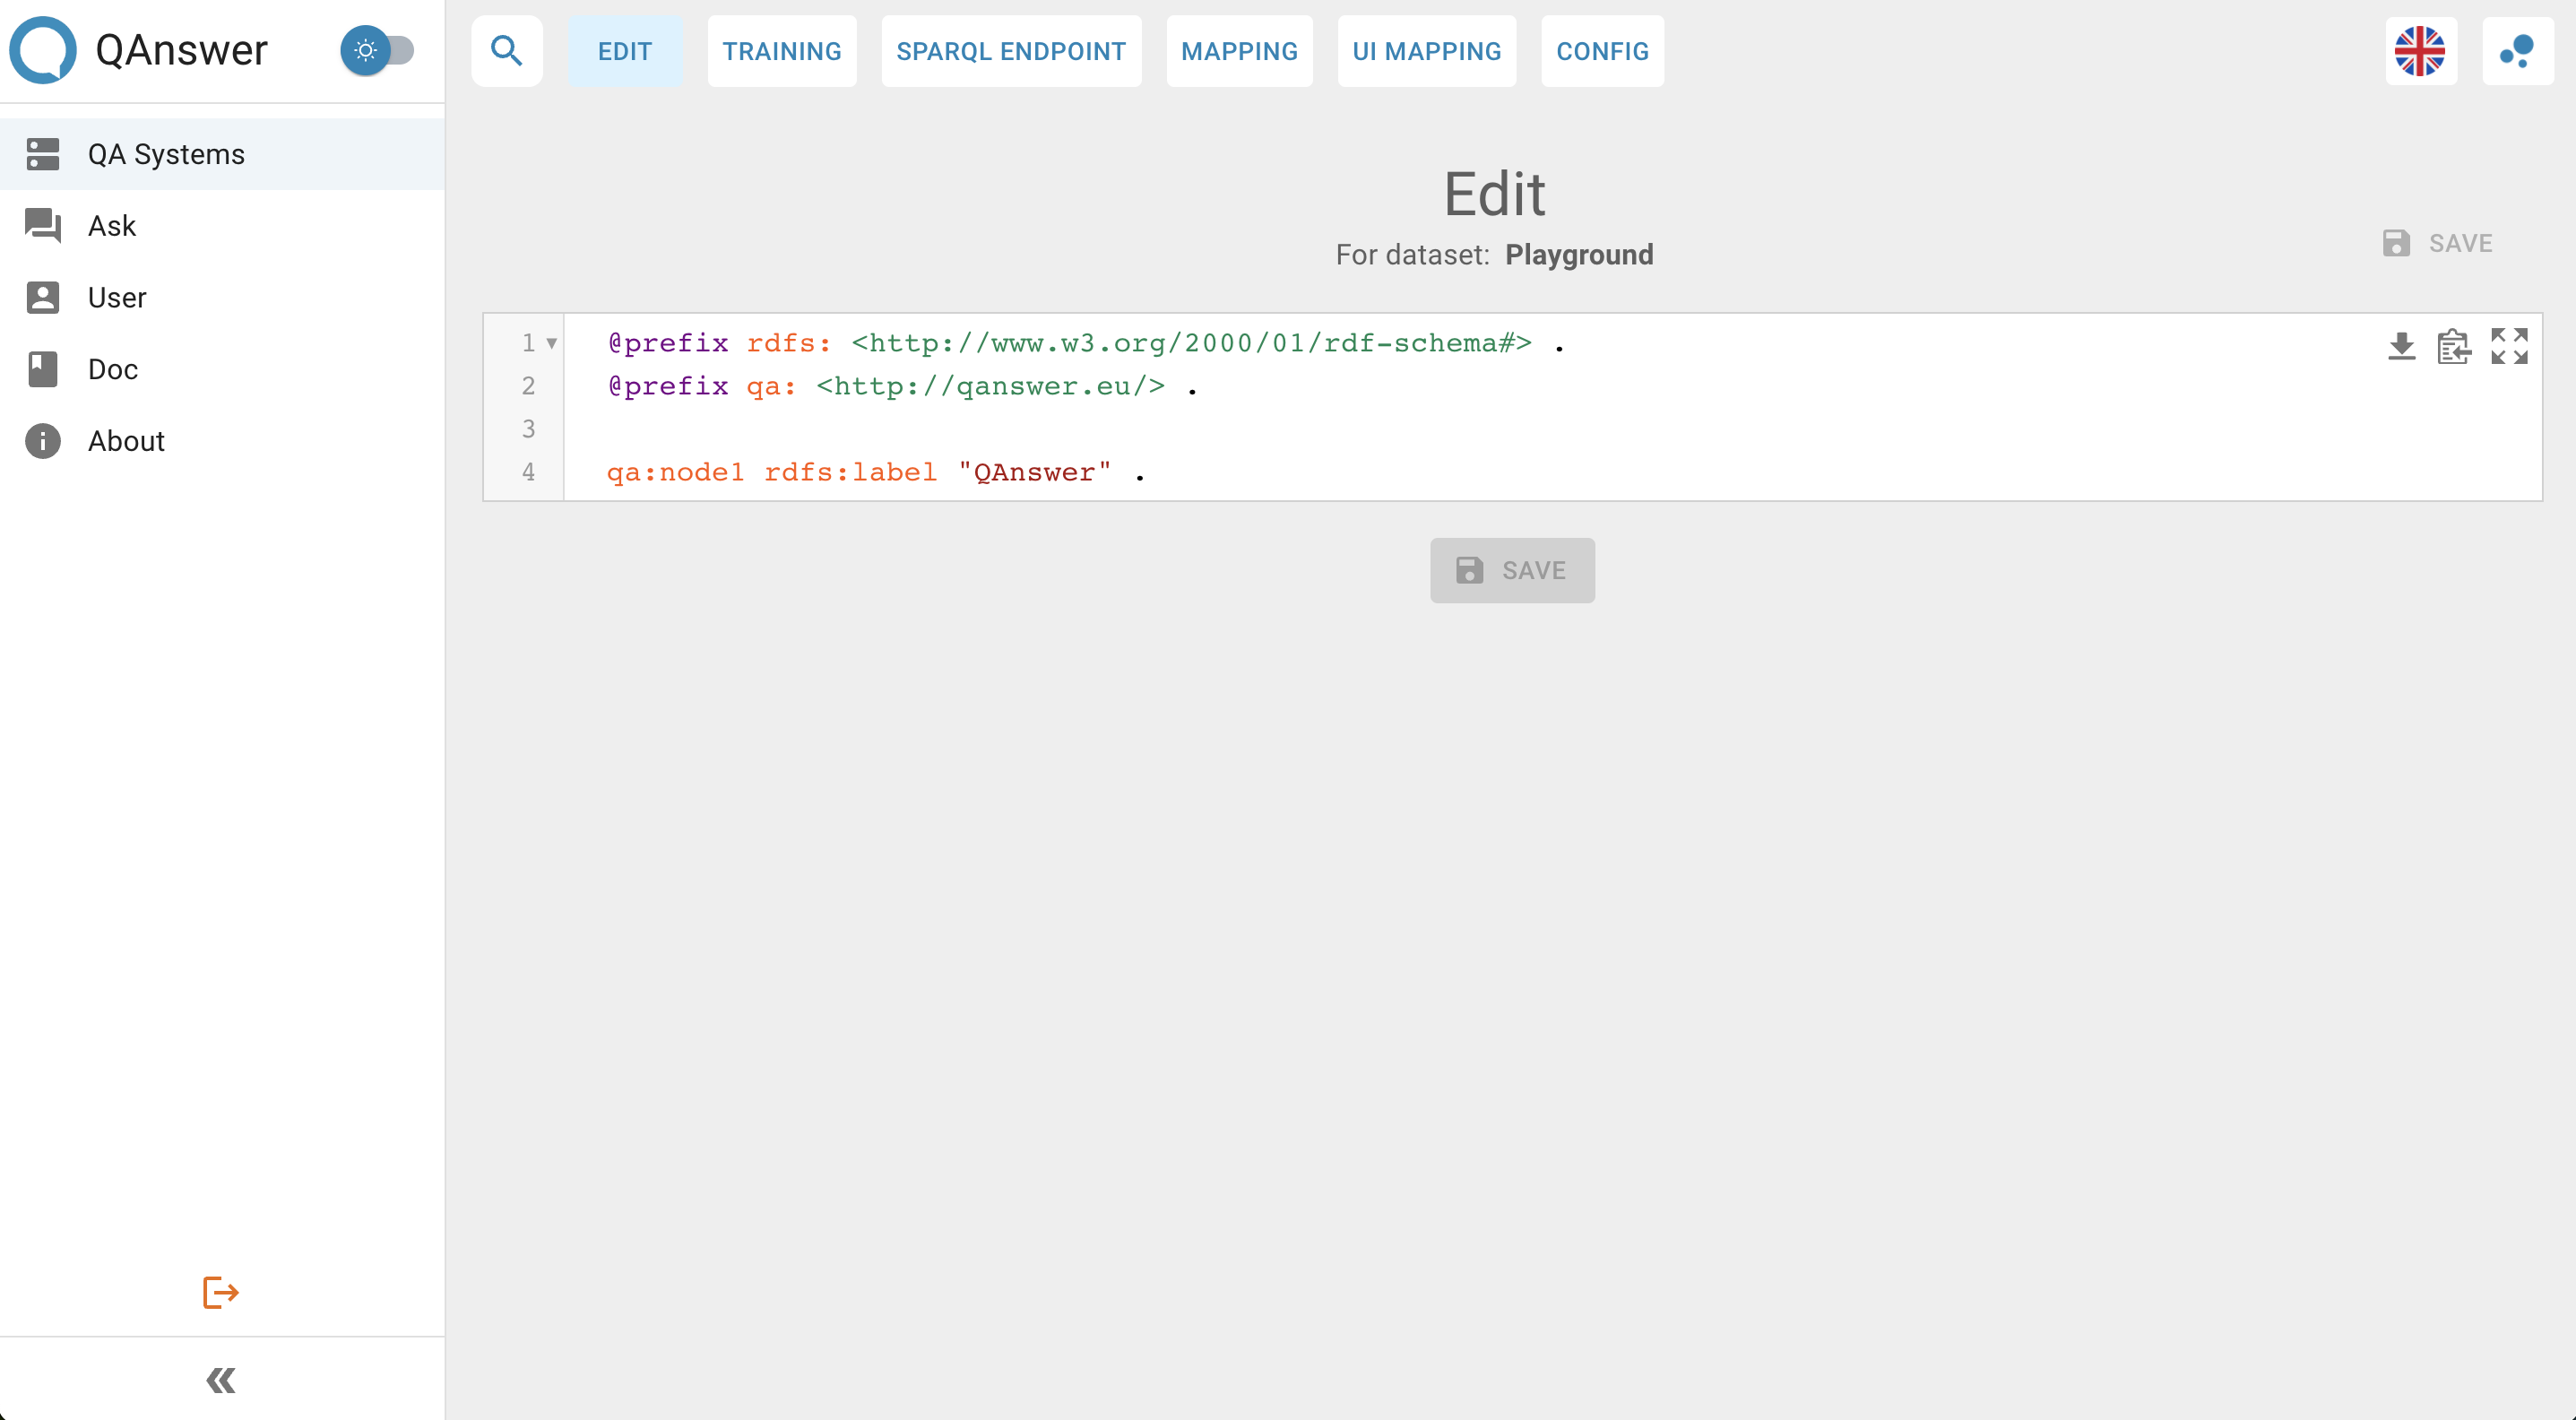 QAnswer
QA Systems
Ask
User
Doc
About
EDIT
TRAINING
SPARQL ENDPOINT
MAPPING
UI MAPPING
CONFIG
Edit
For dataset: Playground
SAVE
1 @prefix rdfs: <http://www.w3.org/2000/01/rdf-schema#> .
2 @prefix qa: <http://qanswer.eu/> .
3
4 qa:node1 rdfs:label "QAnswer" .
SAVE